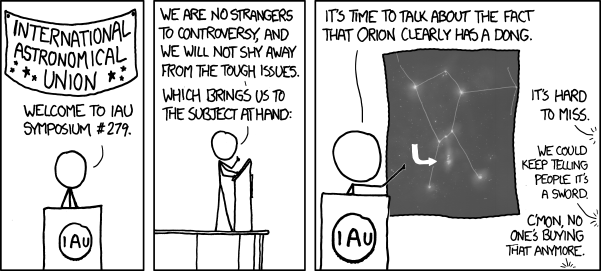 INTERNATIONAL
ASTRONOMICAL
UNION
WELCOME TO IAU
SYMPOSIUM #279.
IAU
WE ARE NO STRANGERS
TO CONTROVERSY, AND
WE WILL NOT SHY AWAY
FROM THE TOUGH ISSUES.
WHICH BRINGS US TO
THE SUBJECT AT HAND:
IT'S TIME TO TALK ABOUT THE FACT
THAT ORION CLEARLY HAS A DONG.
IAU
IT'S HARD
TO MISS.
WE COULD
KEEP TELLING
PEOPLE IT'S
A SWORD.
C'MON, NO
ONE'S BUYING
THAT ANYMORE.